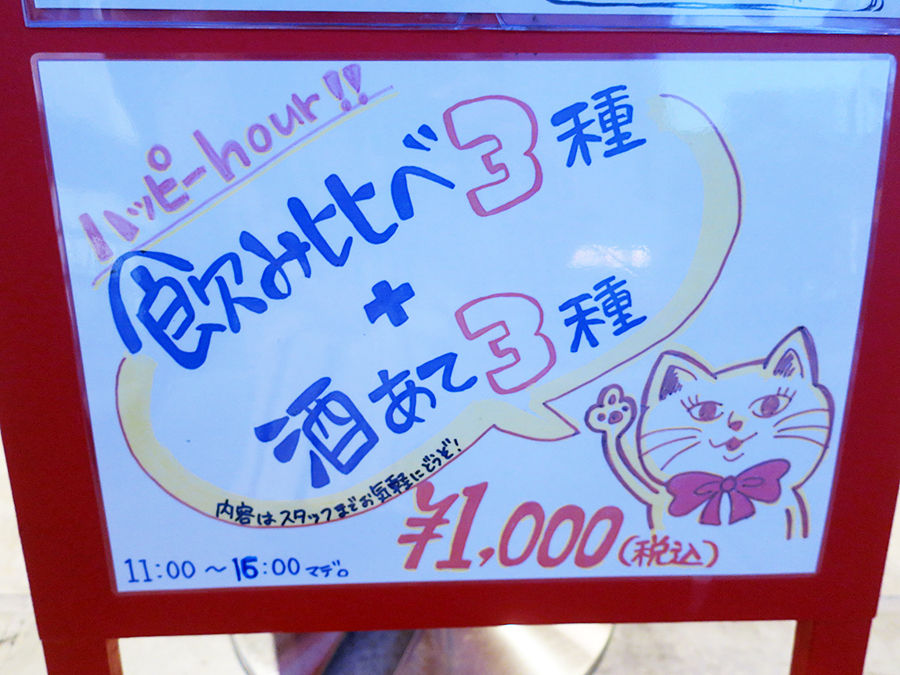 ハッピーhour!!
飲み比べ3種
+
酒あて3種
内容はスタッフまでお気軽にどうぞ!
¥1,000(税込)
11:00～15:00マデ。